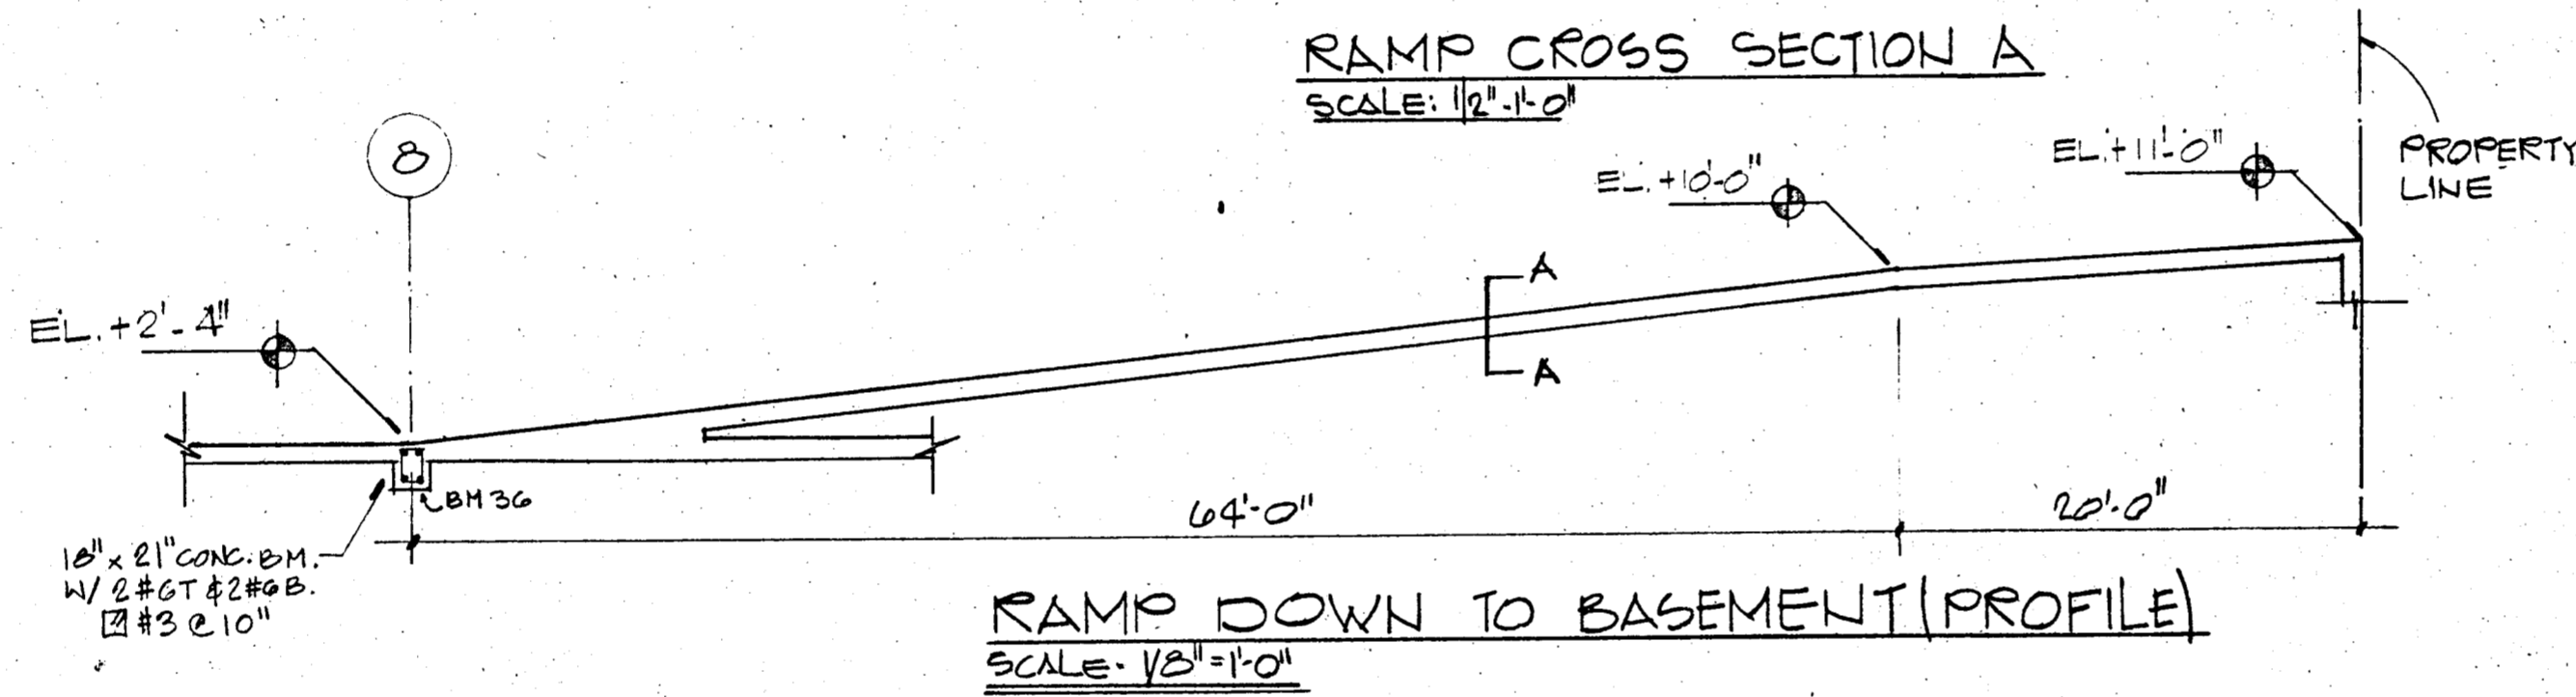 RAMP CROSS SECTION A
SCALE: 1/2"-1'-0"
8
EL. +10'-0"
EL. +11'-0"
PROPERTY
LINE
EL. +2'-4"
A
A
BM 36
64'-0"
20'-0"
18" x 21" CONC. BM.
W/ 2 #6T & 2 #6B.
#3 @ 10"
RAMP DOWN TO BASEMENT (PROFILE)
SCALE- 1/8"=1'-0"